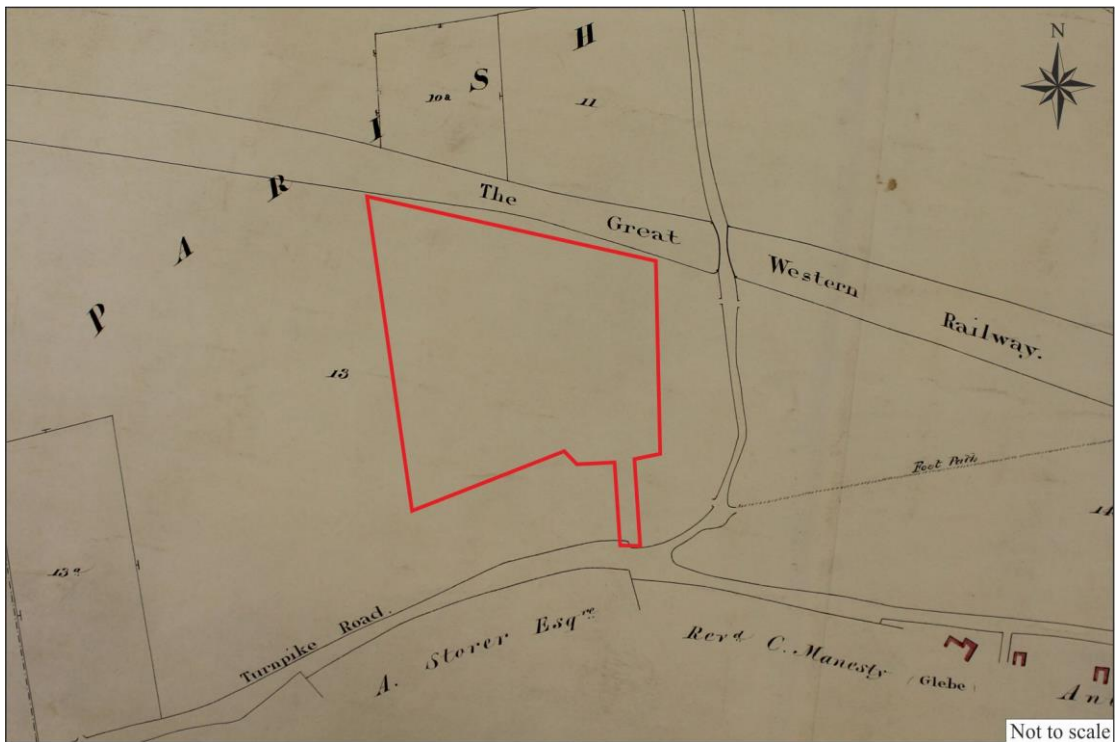 N
P A R I S H
10a
11
The Great Western Railway.
13
Foot Path
13a
Turnpike Road.
A. Storer Esqre
Revd C. Manesty
(Glebe)
Not to scale